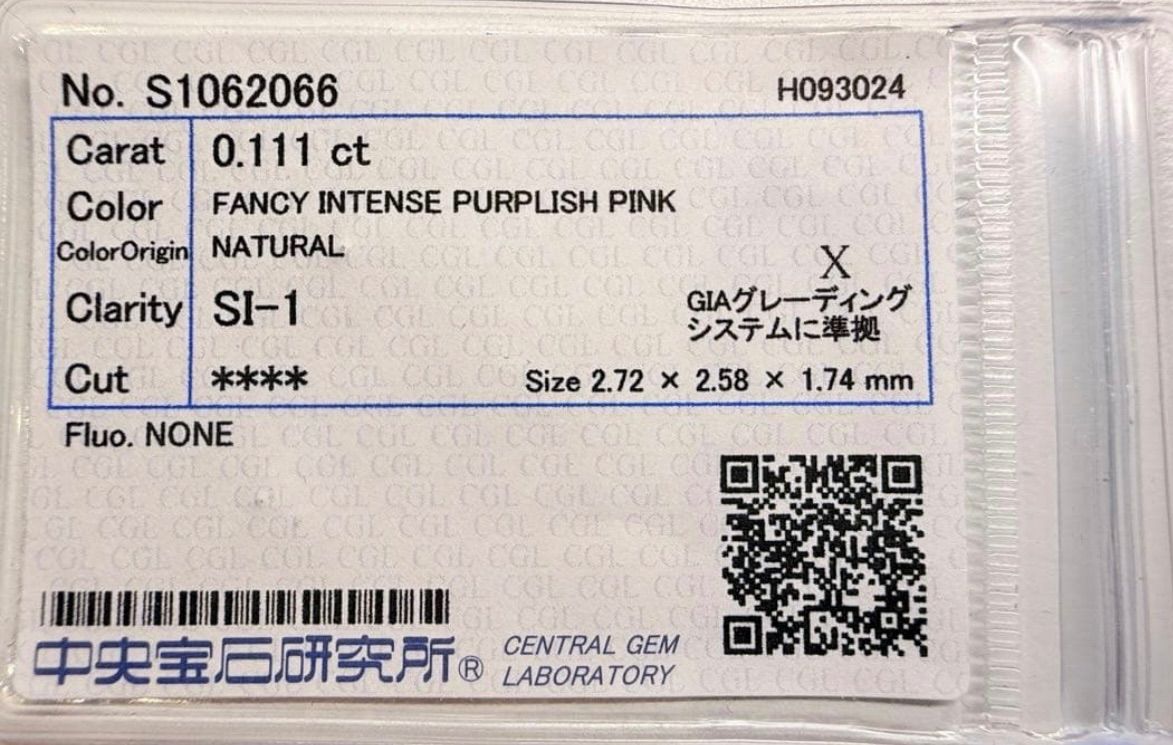 No. S1062066 H093024
Carat 0.111 ct
Color FANCY INTENSE PURPLISH PINK
ColorOrigin NATURAL
X
Clarity SI-1 GIAグレーディング
システムに準拠
Cut **** Size 2.72 × 2.58 × 1.74 mm
Fluo. NONE
中央宝石研究所® CENTRAL GEM
LABORATORY